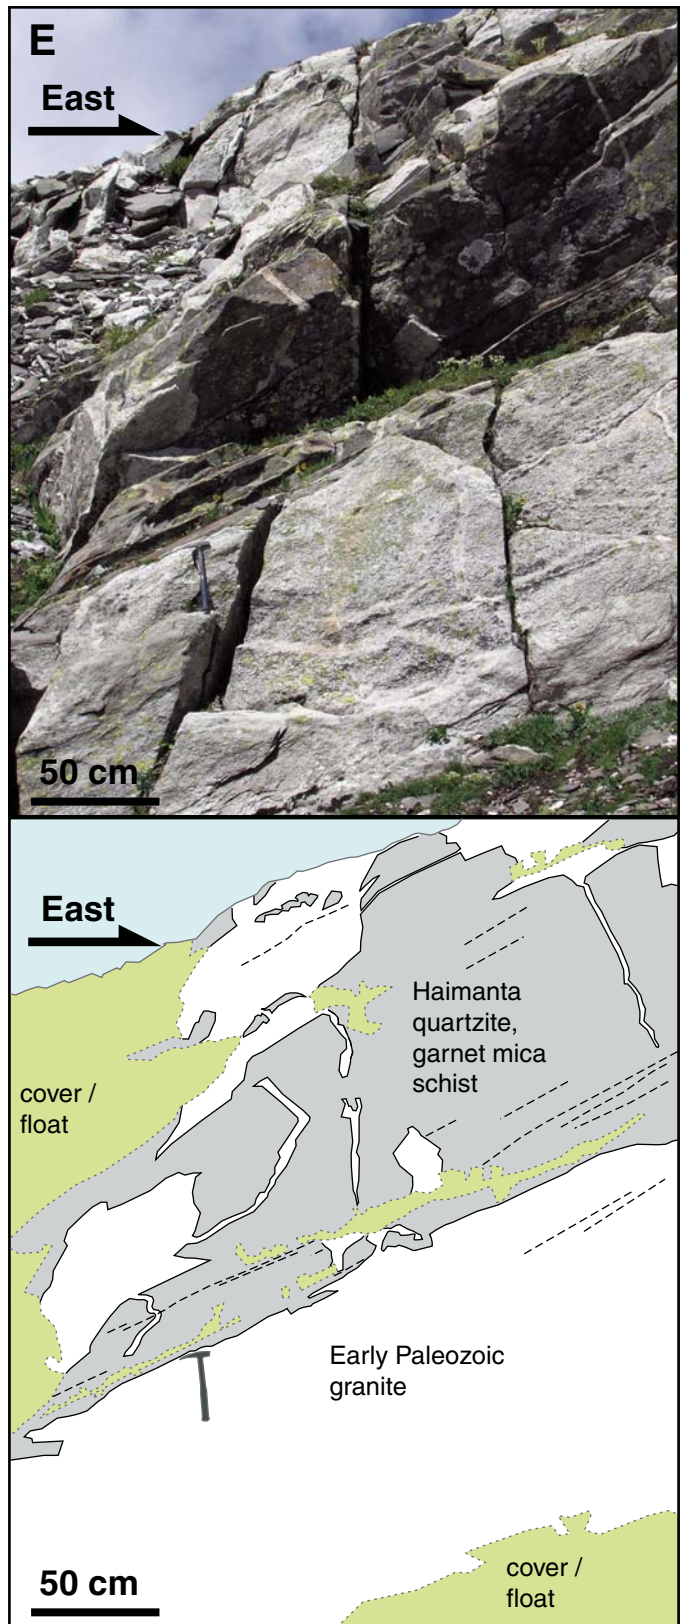 E
East
50 cm
East
Haimanta
quartzite,
garnet mica
schist
cover /
float
Early Paleozoic
granite
cover /
float
50 cm